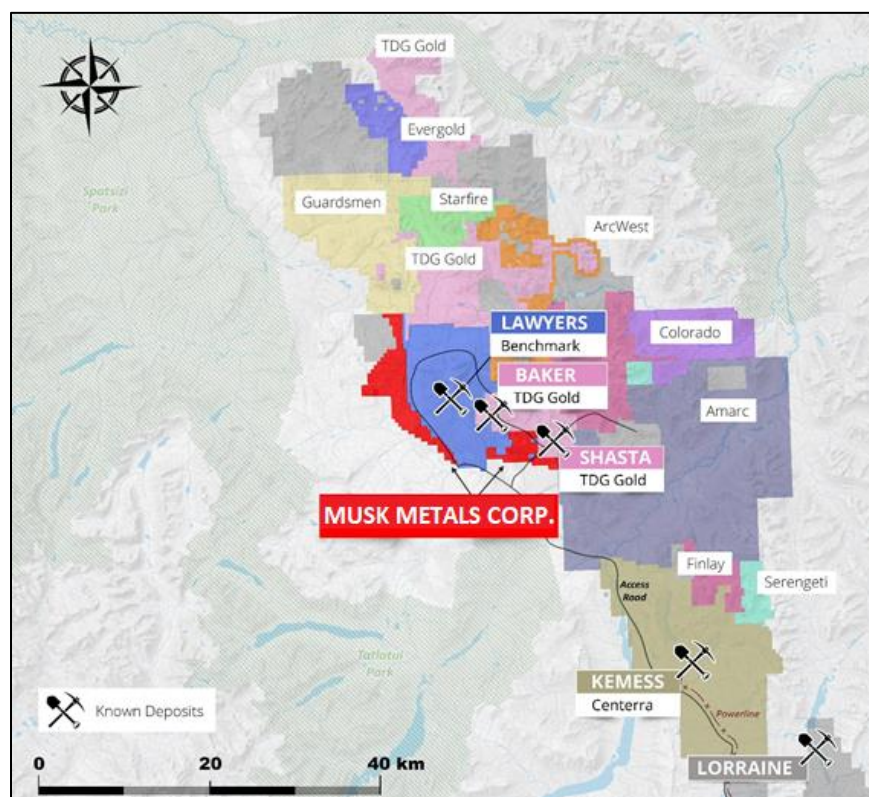 TDG Gold
Evergold
Spatsizi
Park
Guardsmen
Starfire
ArcWest
TDG Gold
LAWYERS
Benchmark
Colorado
BAKER
TDG Gold
Amarc
SHASTA
TDG Gold
MUSK METALS CORP.
Finlay
Serengeti
Access
Road
Tatlatui
Park
KEMESS
Centerra
Known Deposits
Powerline
0 20 40 km
LORRAINE